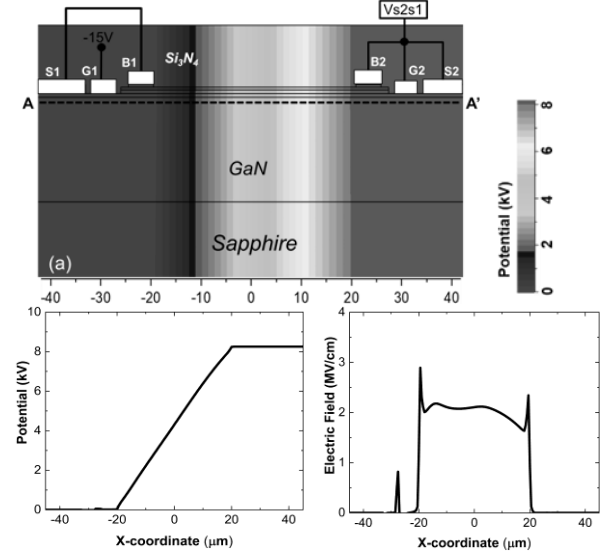 Vs2s1
-15V
S1 G1 B1 Si3N4 B2 G2 S2
A A'
GaN
Sapphire
(a)
-40 -30 -20 -10 0 10 20 30 40
Potential (kV)
0 2 4 6 8
Potential (kV)
10
8
6
4
2
0
-40 -20 0 20 40
X-coordinate (μm)
Electric Field (MV/cm)
4
3
2
1
0
-40 -20 0 20 40
X-coordinate (μm)